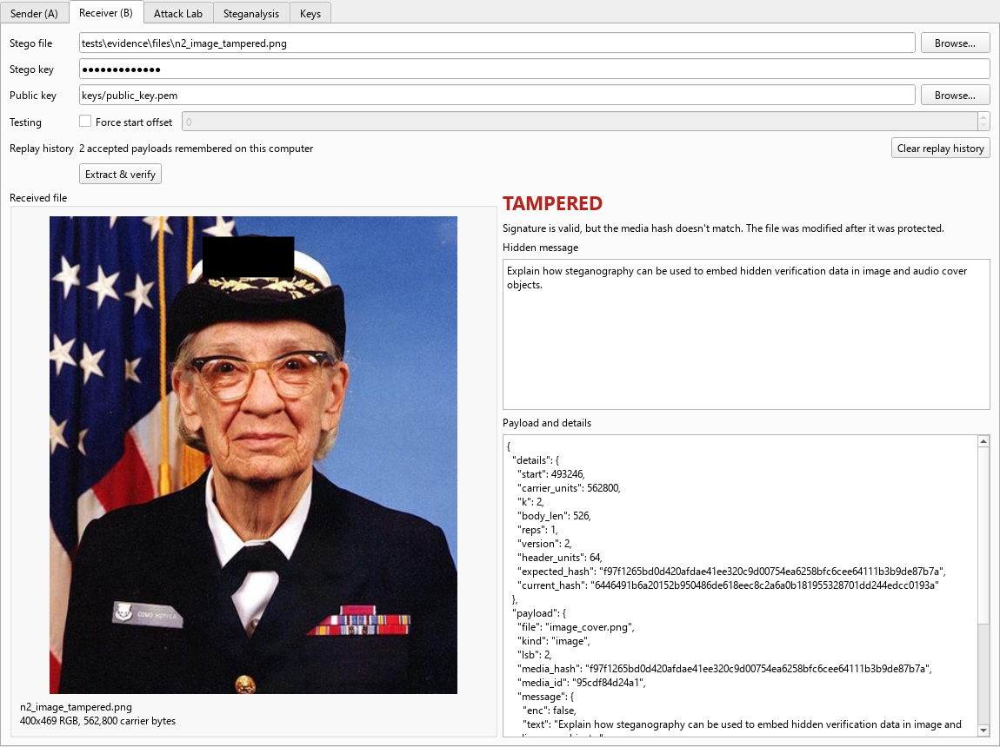 Sender (A) Receiver (B) Attack Lab Steganalysis Keys
Stego file tests\evidence\files\n2_image_tampered.png Browse...
Stego key ●●●●●●●●●●●●●
Public key keys/public_key.pem Browse...
Testing Force start offset 0
Replay history 2 accepted payloads remembered on this computer Clear replay history
Extract & verify
Received file
COMO HOPPER
n2_image_tampered.png
400x469 RGB, 562,800 carrier bytes
TAMPERED
Signature is valid, but the media hash doesn't match. The file was modified after it was protected.
Hidden message
Explain how steganography can be used to embed hidden verification data in image and audio cover
objects.
Payload and details
{
"details": {
"start": 493246,
"carrier_units": 562800,
"k": 2,
"body_len": 526,
"reps": 1,
"version": 2,
"header_units": 64,
"expected_hash": "f97f1265bd0d420afdae41ee320c9d00754ea6258bfc6cee64111b3b9de87b7a",
"current_hash": "6446491b6a20152b950486de618eec8c2a6a0b181955328701dd244edcc0193a"
},
"payload": {
"file": "image_cover.png",
"kind": "image",
"lsb": 2,
"media_hash": "f97f1265bd0d420afdae41ee320c9d00754ea6258bfc6cee64111b3b9de87b7a",
"media_id": "95cdf84d24a1",
"message": {
"enc": false,
"text": "Explain how steganography can be used to embed hidden verification data in image and